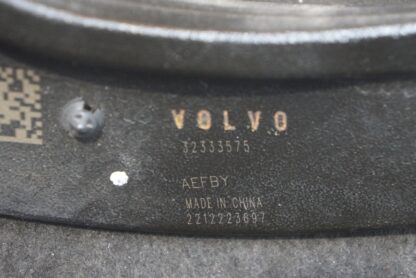 VOLVO
32333575
AEFBY
MADE IN CHINA
2212223697